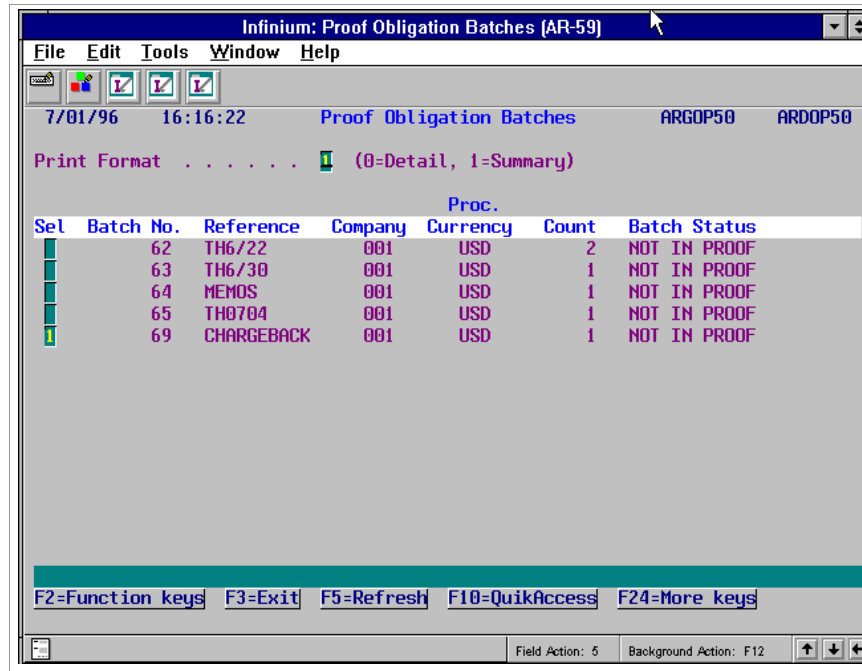 Infinium: Proof Obligation Batches (AR-59)
File Edit Tools Window Help
7/01/96 16:16:22 Proof Obligation Batches ARGOP50 ARDOP50
Print Format . . . . . . 1 (0=Detail, 1=Summary)
Proc.
Sel Batch No. Reference Company Currency Count Batch Status
62 TH6/22 001 USD 2 NOT IN PROOF
63 TH6/30 001 USD 1 NOT IN PROOF
64 MEMOS 001 USD 1 NOT IN PROOF
65 TH0704 001 USD 1 NOT IN PROOF
1 69 CHARGEBACK 001 USD 1 NOT IN PROOF
F2=Function keys F3=Exit F5=Refresh F10=QuikAccess F24=More keys
Field Action: 5 Background Action: F12